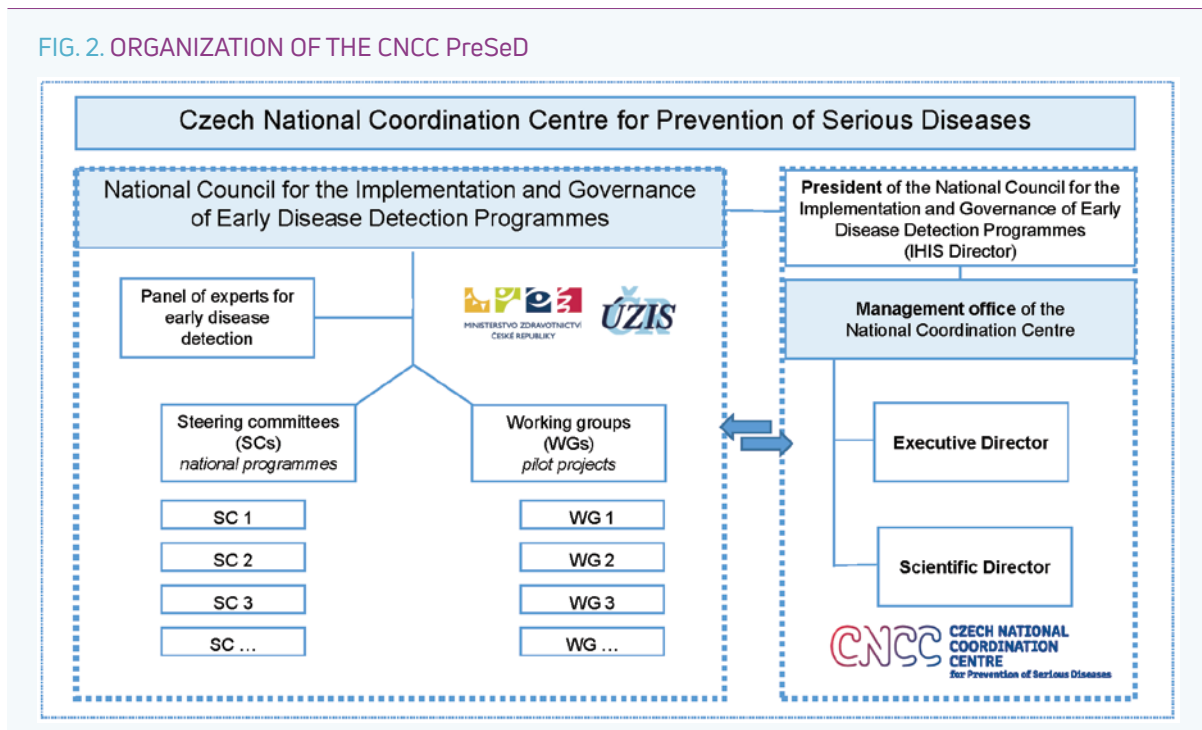 FIG. 2. ORGANIZATION OF THE CNCC PreSeD
Czech National Coordination Centre for Prevention of Serious Diseases
National Council for the Implementation and Governance
of Early Disease Detection Programmes
Panel of experts for
early disease
detection
MINISTERSTVO ZDRAVOTNICTVÍ
ČESKÉ REPUBLIKY
ÚZIS
ČR
Steering committees
(SCs)
national programmes
SC 1
SC 2
SC 3
SC ...
Working groups
(WGs)
pilot projects
WG 1
WG 2
WG 3
WG ...
President of the National Council for the
Implementation and Governance of Early
Disease Detection Programmes
(IHIS Director)
Management office of the
National Coordination Centre
Executive Director
Scientific Director
CNCC
CZECH NATIONAL
COORDINATION
CENTRE
for Prevention of Serious Diseases